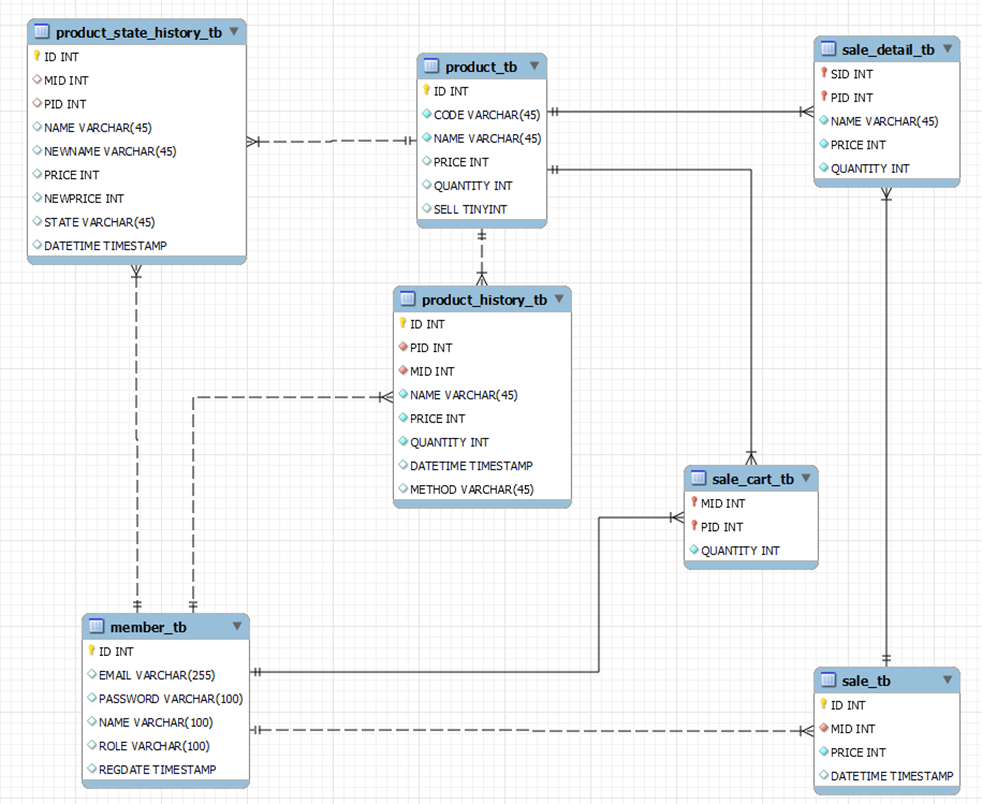 product_state_history_tb
ID INT
MID INT
PID INT
NAME VARCHAR(45)
NEWNAME VARCHAR(45)
PRICE INT
NEWPRICE INT
STATE VARCHAR(45)
DATETIME TIMESTAMP
product_tb
ID INT
CODE VARCHAR(45)
NAME VARCHAR(45)
PRICE INT
QUANTITY INT
SELL TINYINT
sale_detail_tb
SID INT
PID INT
NAME VARCHAR(45)
PRICE INT
QUANTITY INT
product_history_tb
ID INT
PID INT
MID INT
NAME VARCHAR(45)
PRICE INT
QUANTITY INT
DATETIME TIMESTAMP
METHOD VARCHAR(45)
sale_cart_tb
MID INT
PID INT
QUANTITY INT
member_tb
ID INT
EMAIL VARCHAR(255)
PASSWORD VARCHAR(100)
NAME VARCHAR(100)
ROLE VARCHAR(100)
REGDATE TIMESTAMP
sale_tb
ID INT
MID INT
PRICE INT
DATETIME TIMESTAMP